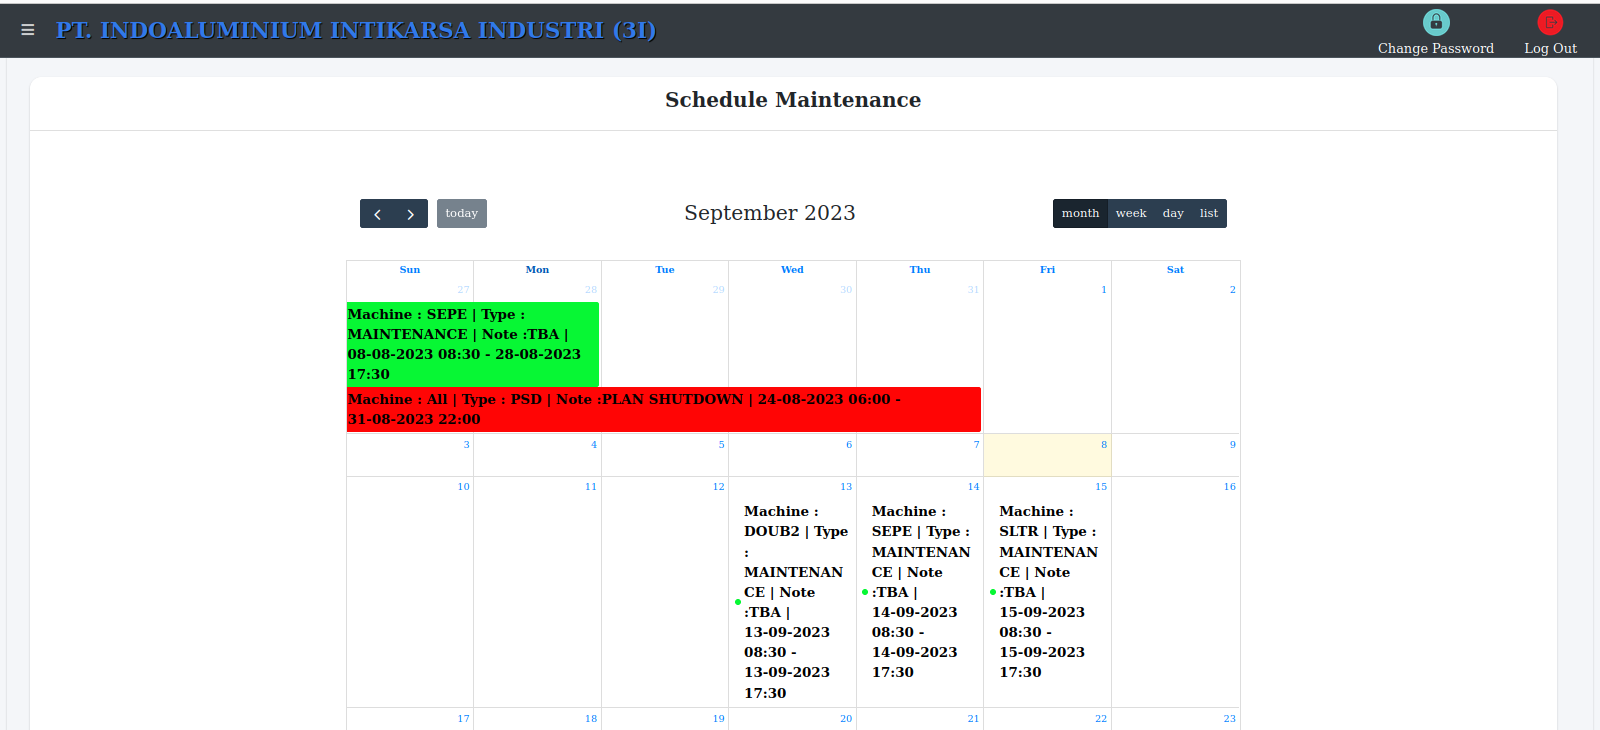 PT. INDOALUMINIUM INTIKARSA INDUSTRI (3I)
Change Password
Log Out
Schedule Maintenance
today
September 2023
month week day list
Sun Mon Tue Wed Thu Fri Sat
27 28 29 30 31 1 2
Machine : SEPE | Type :
MAINTENANCE | Note :TBA |
08-08-2023 08:30 - 28-08-2023
17:30
Machine : All | Type : PSD | Note :PLAN SHUTDOWN | 24-08-2023 06:00 -
31-08-2023 22:00
3 4 5 6 7 8 9
10 11 12 13 14 15 16
Machine :
DOUB2 | Type
:
MAINTENAN
CE | Note
:TBA |
13-09-2023
08:30 -
13-09-2023
17:30
Machine :
SEPE | Type :
MAINTENAN
CE | Note
:TBA |
14-09-2023
08:30 -
14-09-2023
17:30
Machine :
SLTR | Type :
MAINTENAN
CE | Note
:TBA |
15-09-2023
08:30 -
15-09-2023
17:30
17 18 19 20 21 22 23